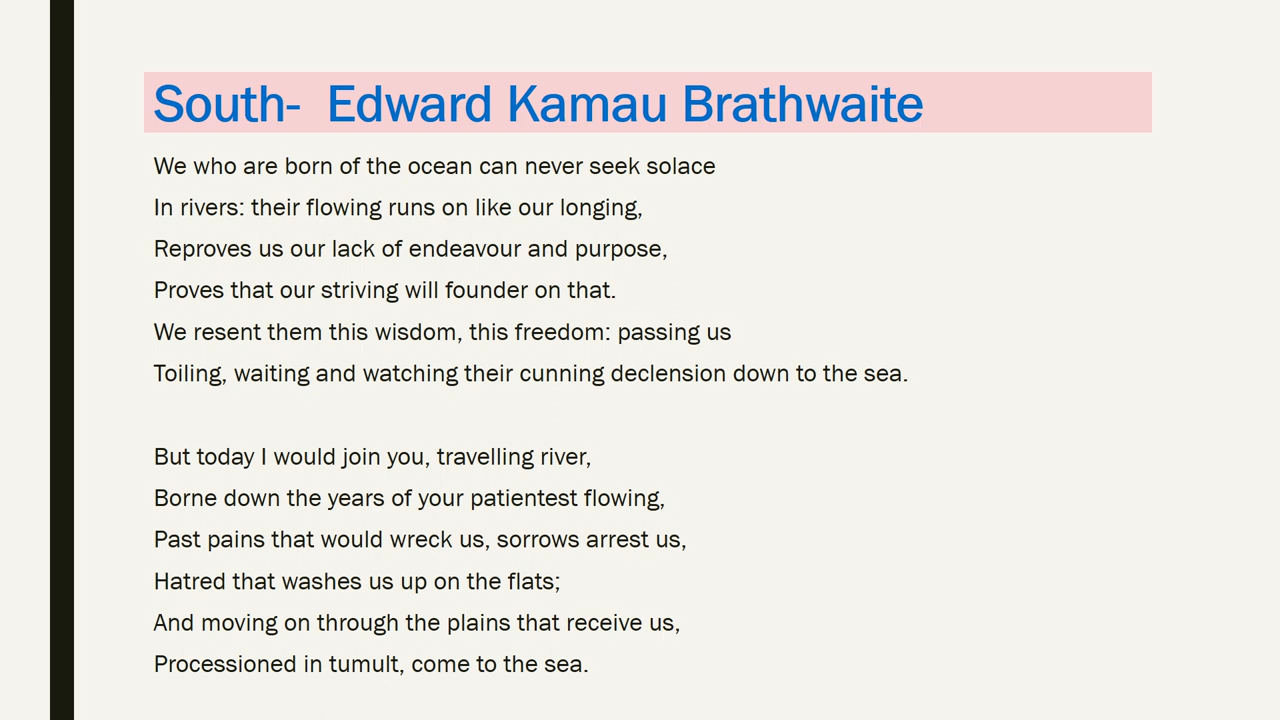 South-  Edward Kamau Brathwaite
We who are born of the ocean can never seek solace
In rivers: their flowing runs on like our longing,
Reproves us our lack of endeavour and purpose,
Proves that our striving will founder on that.
We resent them this wisdom, this freedom: passing us
Toiling, waiting and watching their cunning declension down to the sea.
But today I would join you, travelling river,
Borne down the years of your patientest flowing,
Past pains that would wreck us, sorrows arrest us,
Hatred that washes us up on the flats;
And moving on through the plains that receive us,
Processioned in tumult, come to the sea.